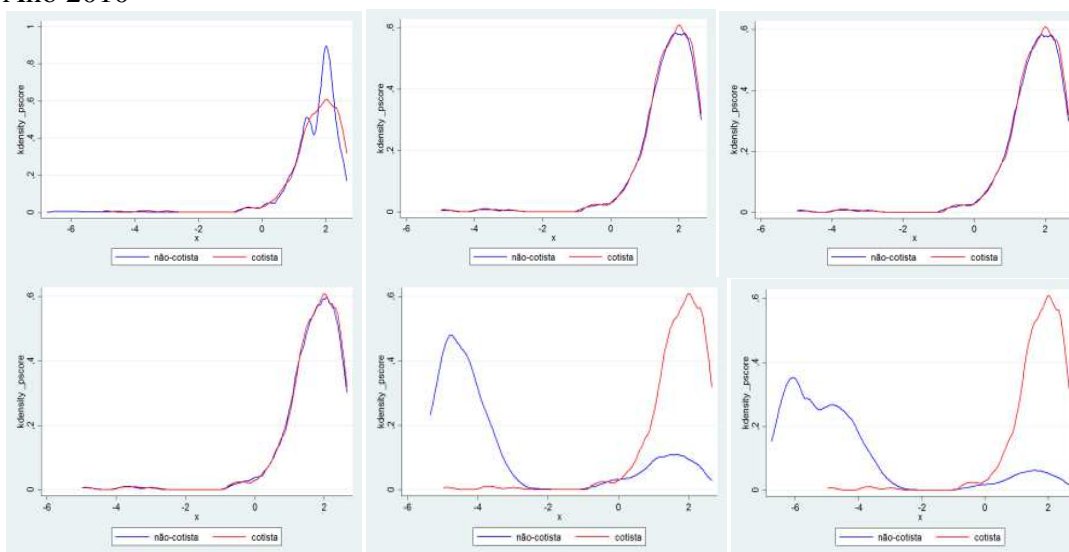 1
,8
,6
,4
,2
0
kdensity _pscore
-6 -4 -2 0 2
x
não-cotista cotista
,6
,4
,2
0
kdensity _pscore
-6 -4 -2 0 2
x
não-cotista cotista
,6
,4
,2
0
kdensity _pscore
-6 -4 -2 0 2
x
não-cotista cotista
,6
,4
,2
0
kdensity _pscore
-6 -4 -2 0 2
x
não-cotista cotista
,6
,4
,2
0
kdensity _pscore
-6 -4 -2 0 2
x
não-cotista cotista
,6
,4
,2
0
kdensity _pscore
-6 -4 -2 0 2
x
não-cotista cotista